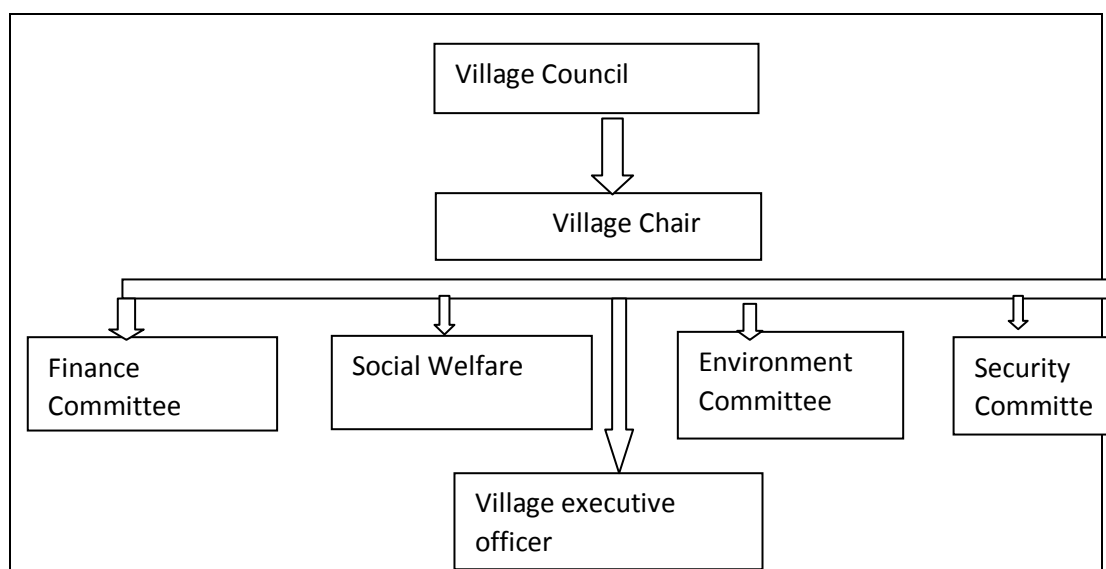 Village Council
Village Chair
Finance
Committee
Social Welfare
Environment
Committee
Security
Committe
Village executive
officer